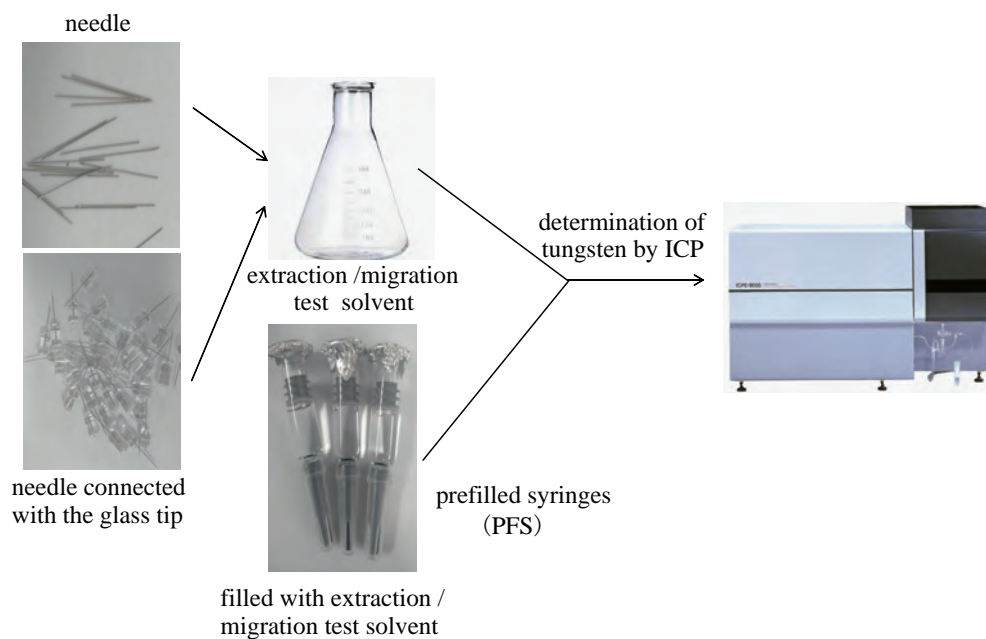 needle
needle connected
with the glass tip
extraction /migration
test solvent
filled with extraction /
migration test solvent
prefilled syringes
（PFS）
determination of
tungsten by ICP